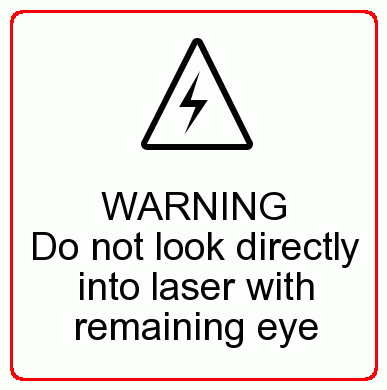 WARNING
Do not look directly
into laser with
remaining eye